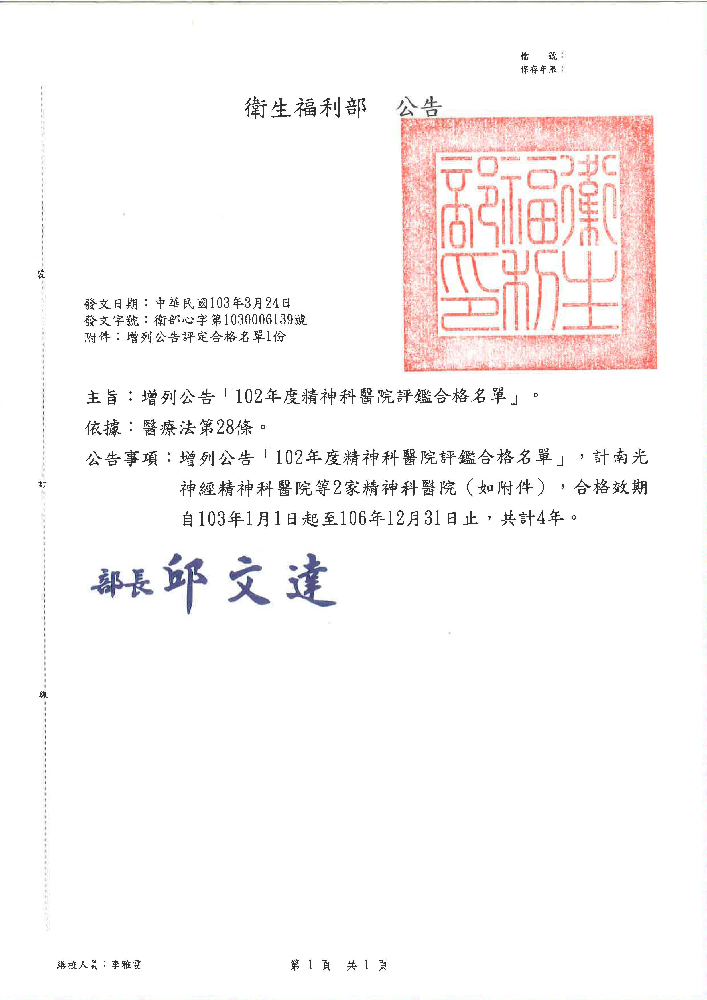 檔　號：
保存年限：
衛生福利部　公告
衛生福利部印
發文日期：中華民國103年3月24日
發文字號：衛部心字第1030006139號
附件：增列公告評定合格名單1份
主旨：增列公告「102年度精神科醫院評鑑合格名單」。
依據：醫療法第28條。
公告事項：增列公告「102年度精神科醫院評鑑合格名單」，計南光
神經精神科醫院等2家精神科醫院（如附件），合格效期
自103年1月1日起至106年12月31日止，共計4年。
部長邱文達
裝
訂
線
繕校人員：李雅雯
第 1 頁　共 1 頁